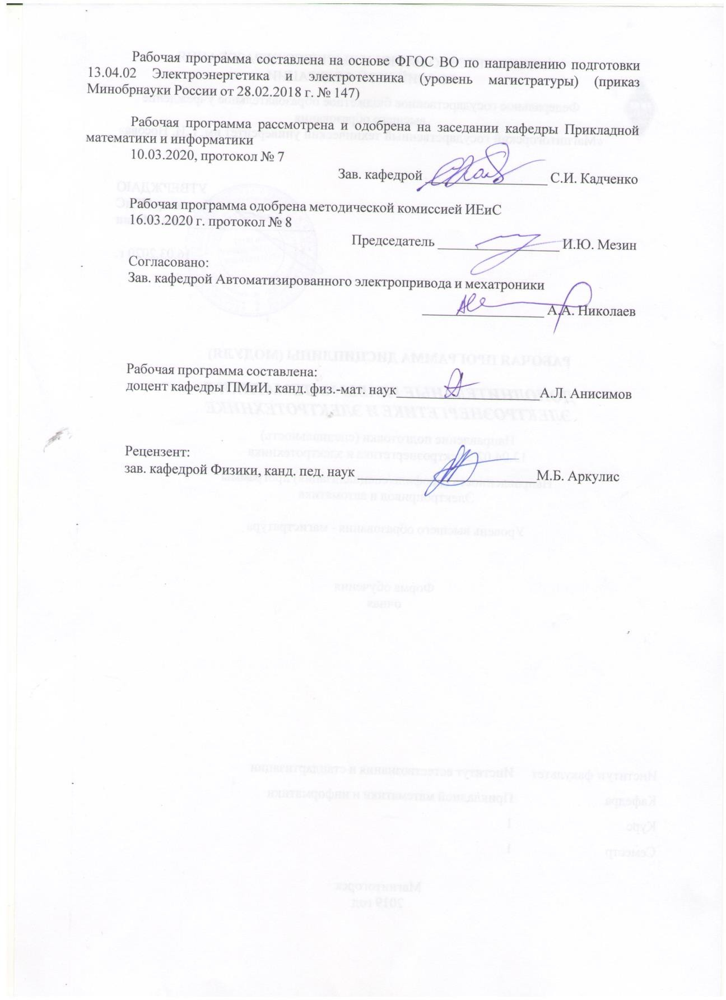 Рабочая программа составлена на основе ФГОС ВО по направлению подготовки
13.04.02 Электроэнергетика и электротехника (уровень магистратуры) (приказ
Минобрнауки России от 28.02.2018 г. № 147)
Рабочая программа рассмотрена и одобрена на заседании кафедры Прикладной
математики и информатики
10.03.2020, протокол № 7
Зав. кафедрой С.И. Кадченко
Рабочая программа одобрена методической комиссией ИЕиС
16.03.2020 г. протокол № 8
Председатель И.Ю. Мезин
Согласовано:
Зав. кафедрой Автоматизированного электропривода и мехатроники
А.А. Николаев
Рабочая программа составлена:
доцент кафедры ПМиИ, канд. физ.-мат. наук А.Л. Анисимов
Рецензент:
зав. кафедрой Физики, канд. пед. наук М.Б. Аркулис